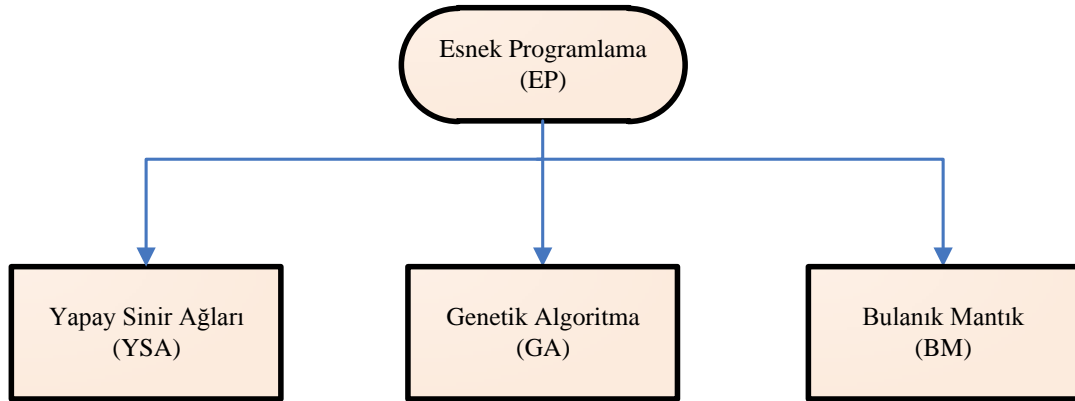 Esnek Programlama
(EP)
Yapay Sinir Ağları
(YSA)
Genetik Algoritma
(GA)
Bulanık Mantık
(BM)